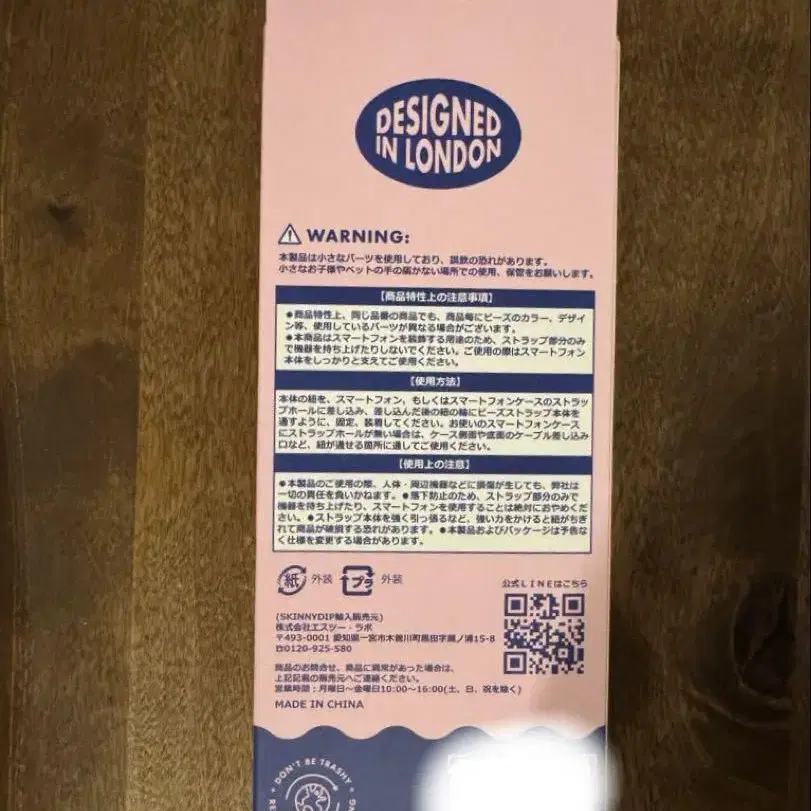 DESIGNED
IN LONDON
WARNING:
本製品は小さなパーツを使用しており、誤飲の恐れがあります。
小さなお子様やペットの手の届かない場所での使用、保管をお願いします。
【商品特性上の注意事項】
●商品特性上、同じ品番の商品でも、商品毎にビーズのカラー、デザイ
ン等、使用しているパーツが異なる場合がございます。
●本商品はスマートフォンを装飾する用途のため、ストラップ部分のみ
で機器を持ち上げたりしないでください。ご使用の際はスマートフォン
本体をしっかりと支えてご使用ください。
【使用方法】
本体の紐を、スマートフォン、もしくはスマートフォンケースのストラッ
プホールに差し込み、差し込んだ後の紐の輪にビーズストラップ本体を
通すように、固定、装着してください。お使いのスマートフォンケース
にストラップホールが無い場合は、ケース側面や底面のケーブル差し込み
口など、紐が通せる箇所に通してご使用ください。
【使用上の注意】
●本製品のご使用の際、人体・周辺機器などに損傷が生じても、弊社は
一切の責任を負いかねます。●落下防止のため、ストラップ部分のみで
機器を持ち上げたり、スマートフォンを使用することは絶対におやめくだ
さい。●ストラップ本体を強く引っ張るなど、強い力をかけると紐がちぎ
れて商品が破損する恐れがあります。●本製品およびパッケージは予告な
く仕様を変更する場合があります。
紙 外装 プラ 外装
公式LINEはこちら
(SKINNYDIP輸入販売元)
株式会社エスツー・ラボ
〒493-0001 愛知県一宮市木曽川町黒田字錦ノ浦15-8
☎0120-925-580
商品のお問合せ、商品に異常があった場合は、
上記記載の販売元へご連絡ください。
営業時間：月曜日～金曜日10:00～16:00(土、日、祝を除く)
MADE IN CHINA
DON'T BE TRASHY